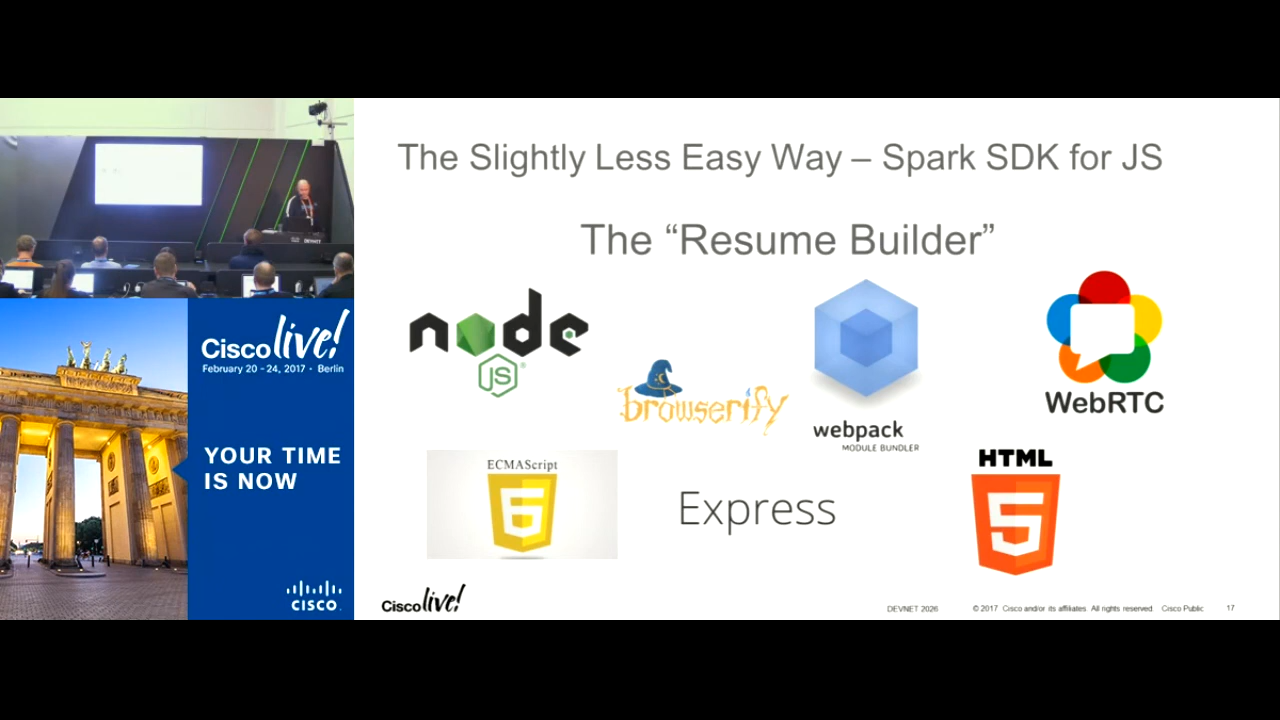 The Slightly Less Easy Way – Spark SDK for JS
The “Resume Builder”
node
JS
browserify
webpack
MODULE BUNDLER
WebRTC
ECMAScript
6
Express
HTML
5
Cisco live!
February 20 - 24, 2017 • Berlin
YOUR TIME
IS NOW
CISCO
Cisco live!
DEVNET 2026
© 2017 Cisco and/or its affiliates. All rights reserved. Cisco Public
17
DEVNET